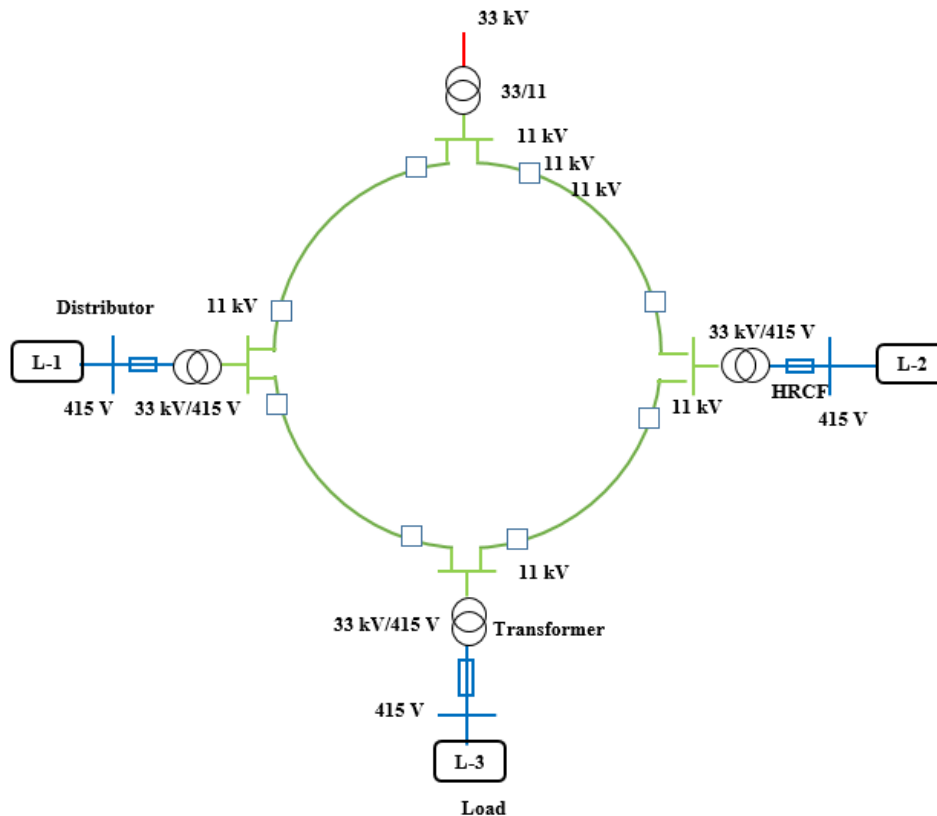 33 kV
33/11
11 kV
11 kV
11 kV
Distributor
11 kV
33 kV/415 V
L-1
L-2
HRCF
415 V
33 kV/415 V
11 kV
415 V
11 kV
33 kV/415 V
Transformer
415 V
L-3
Load